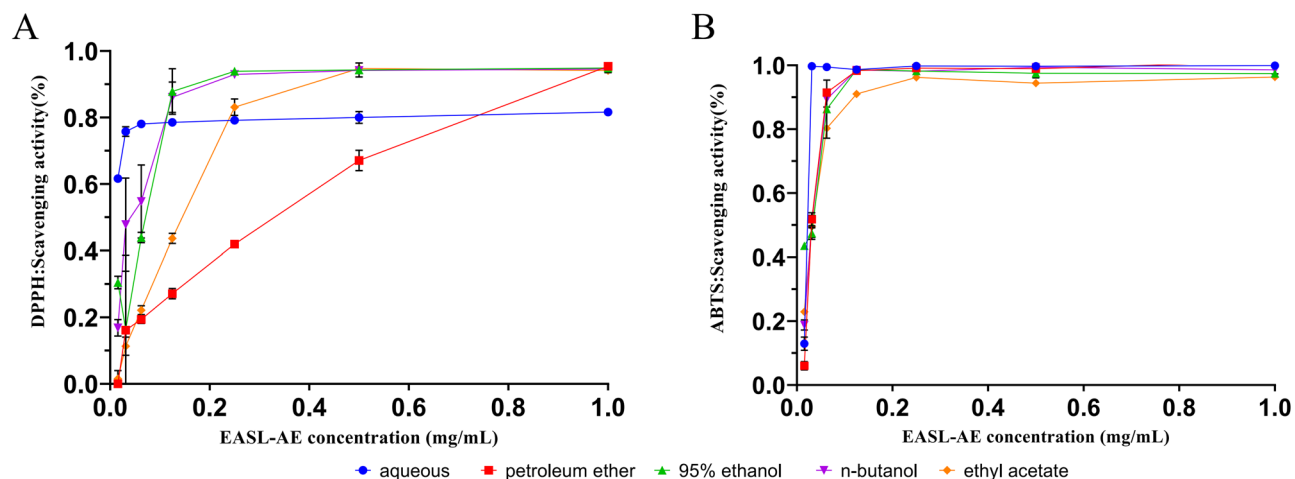 A
B
DPPH:Scavenging activity(%)
1.0
0.8
0.6
0.4
0.2
0.0
0.0 0.2 0.4 0.6 0.8 1.0
EASL-AE concentration (mg/mL)
ABTS:Scavenging activity(%)
1.0
0.8
0.6
0.4
0.2
0.0
0.0 0.2 0.4 0.6 0.8 1.0
EASL-AE concentration (mg/mL)
aqueous petroleum ether 95% ethanol n-butanol ethyl acetate